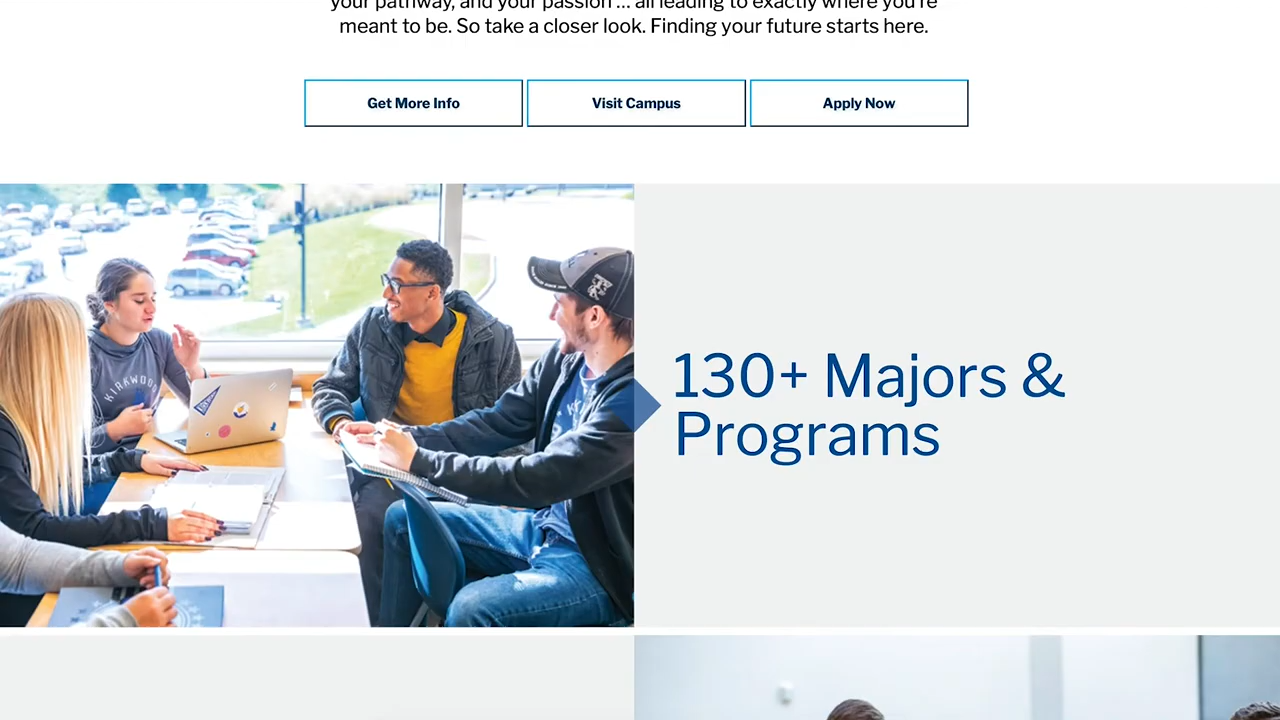 your pathway, and your passion ... all leading to exactly where you're
meant to be. So take a closer look. Finding your future starts here.
Get More Info
Visit Campus
Apply Now
KIRKWOOD
130+ Majors &
Programs